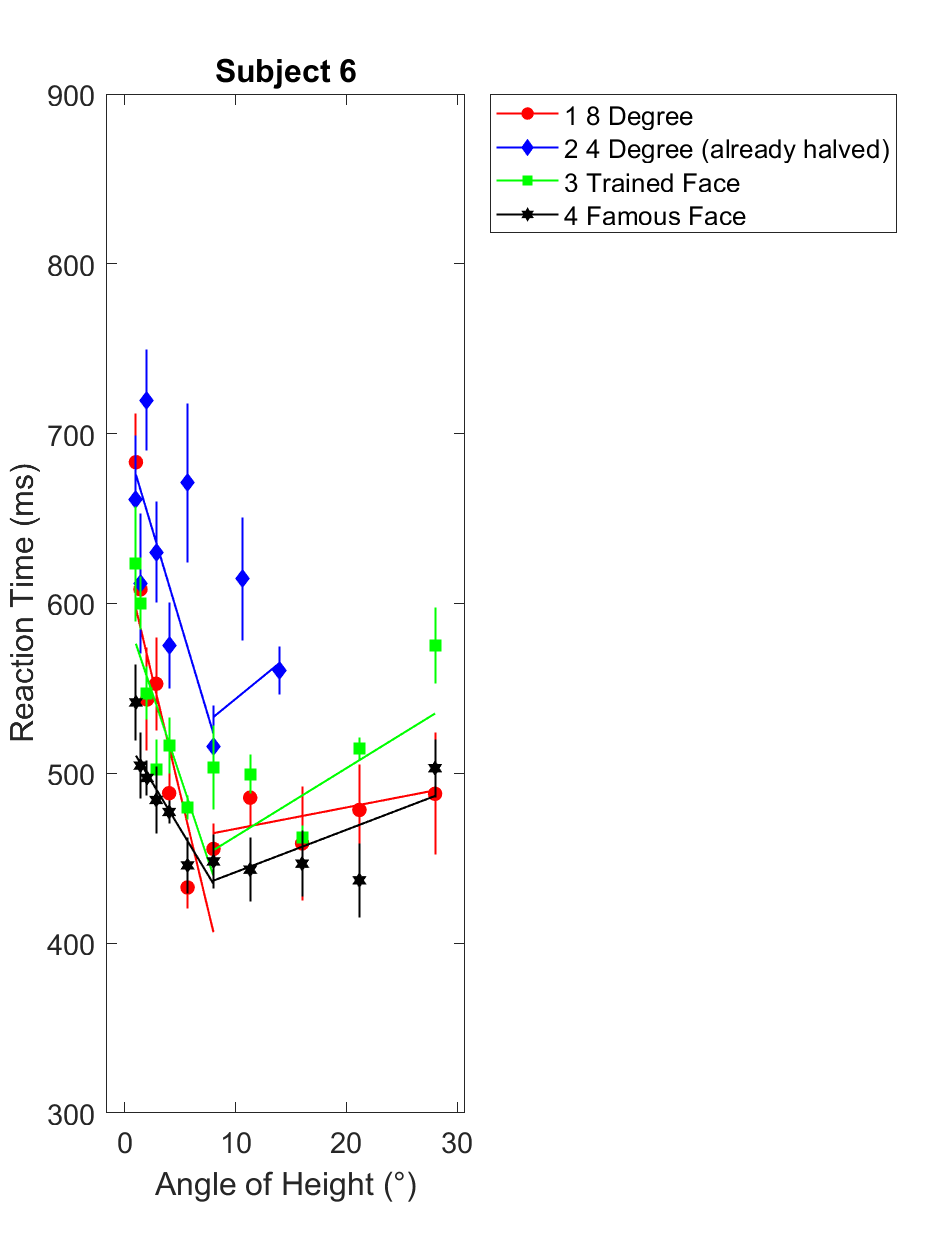 Subject 6
900
800
700
600
500
400
300
0 10 20 30
Reaction Time (ms)
Angle of Height (°)
1 8 Degree
2 4 Degree (already halved)
3 Trained Face
4 Famous Face